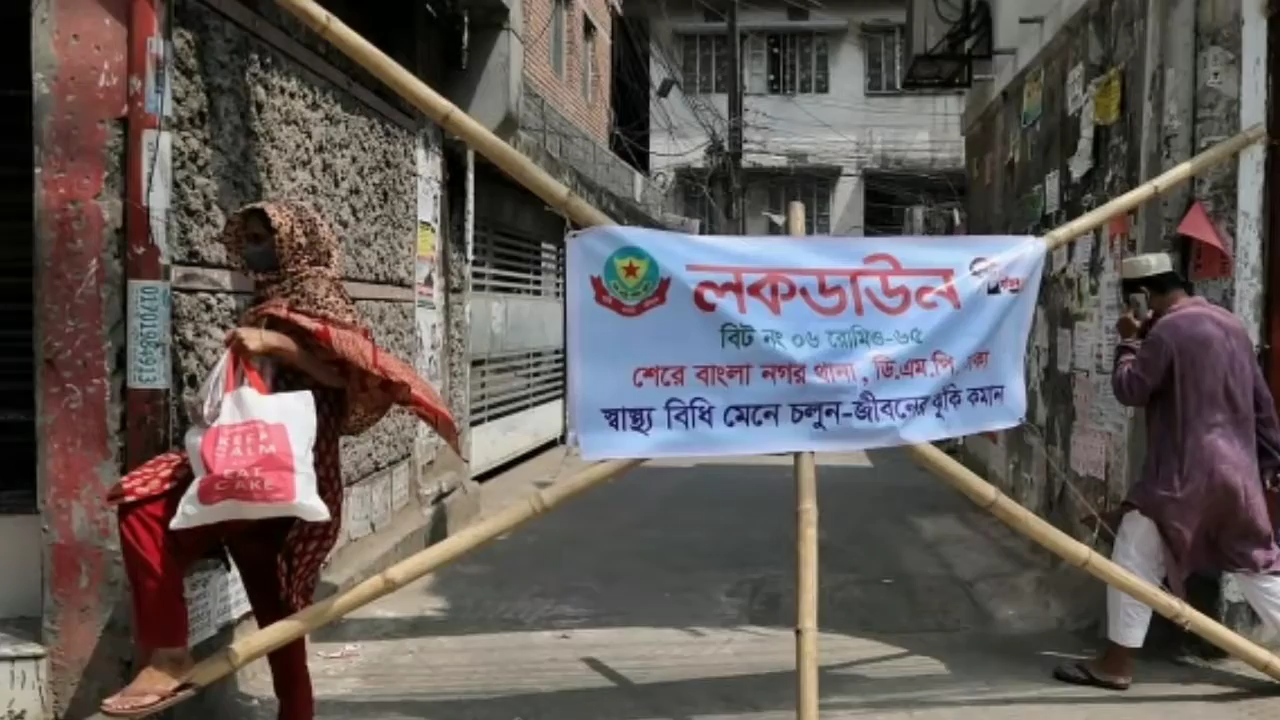 লকডাউন
বিট নং ০৬ রোমিও-৬৫
শেরে বাংলা নগর থানা, ডি.এম.পি
স্বাস্থ্য বিধি মেনে চলুন-জীবনের ঝুকি কমান
KEEP
CALM
EAT
CAKE